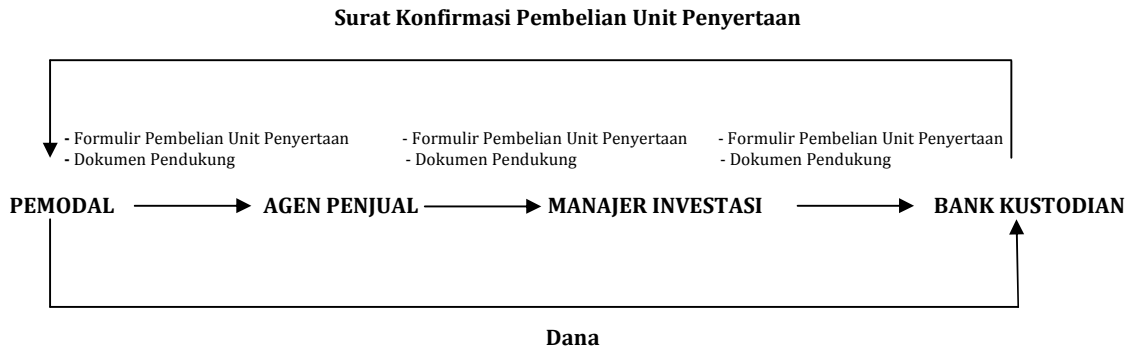 Surat Konfirmasi Pembelian Unit Penyertaan
- Formulir Pembelian Unit Penyertaan
- Dokumen Pendukung
- Formulir Pembelian Unit Penyertaan
- Dokumen Pendukung
- Formulir Pembelian Unit Penyertaan
- Dokumen Pendukung
PEMODAL
AGEN PENJUAL
MANAJER INVESTASI
BANK KUSTODIAN
Dana